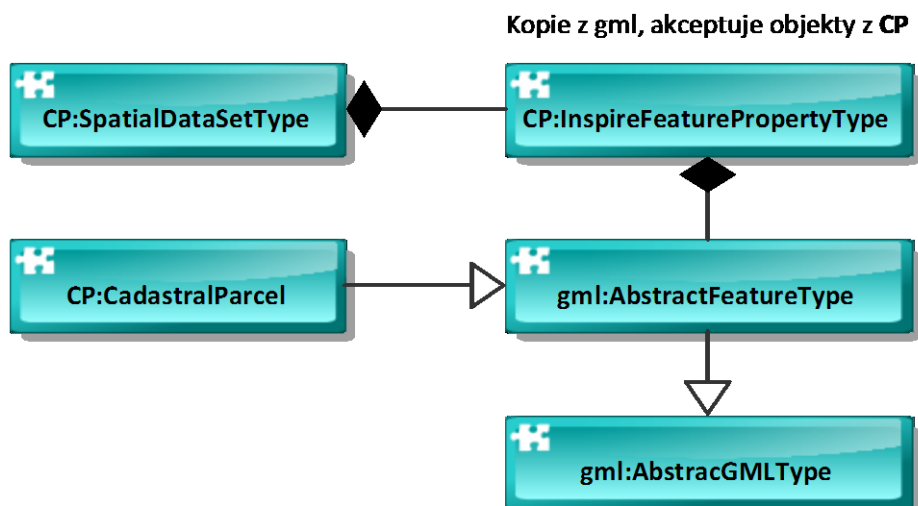 Kopie z gml, akceptuje objekty z CP
CP:SpatialDataSetType
CP:InspireFeaturePropertyType
CP:CadastralParcel
gml:AbstractFeatureType
gml:AbstracGMLType